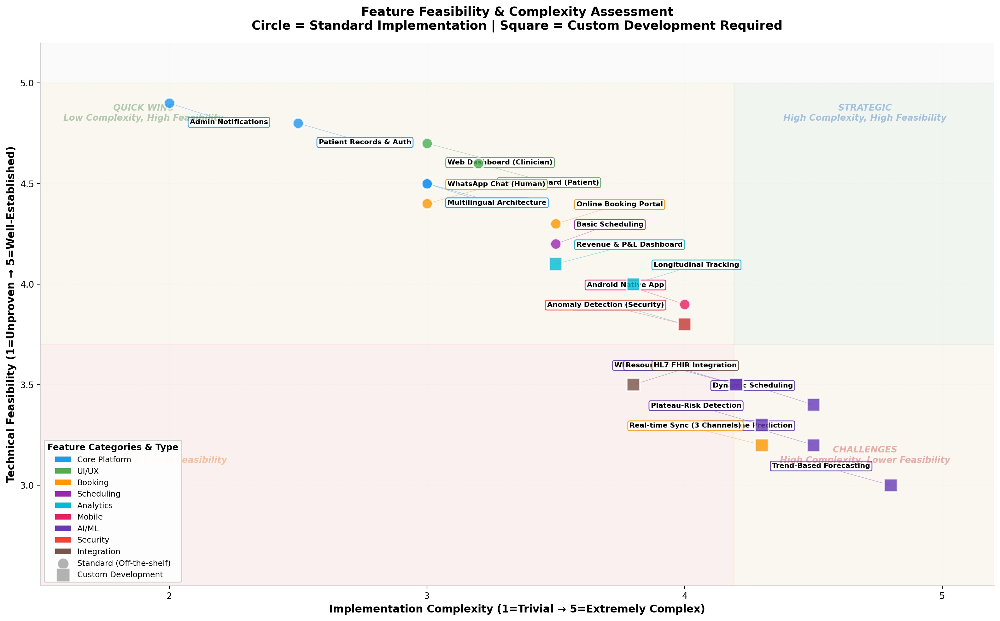 Feature Feasibility & Complexity Assessment
Circle = Standard Implementation | Square = Custom Development Required
Technical Feasibility (1=Unproven → 5=Well-Established)
5.0
4.5
4.0
3.5
3.0
QUICK WINS
Low Complexity, High Feasibility
STRATEGIC
High Complexity, High Feasibility
Admin Notifications
Patient Records & Auth
Web Dashboard (Clinician)
(Patient)
WhatsApp Chat (Human)
Multilingual Architecture
Online Booking Portal
Basic Scheduling
Revenue & P&L Dashboard
Longitudinal Tracking
Android Native App
Anomaly Detection (Security)
HL7 FHIR Integration
Dynamic Scheduling
Plateau-Risk Detection
Real-time Sync (3 Channels)
Prediction
CHALLENGES
High Complexity, Lower Feasibility
Trend-Based Forecasting
Feasibility
Feature Categories & Type
Core Platform
UI/UX
Booking
Scheduling
Analytics
Mobile
AI/ML
Security
Integration
Standard (Off-the-shelf)
Custom Development
2
3
4
5
Implementation Complexity (1=Trivial → 5=Extremely Complex)